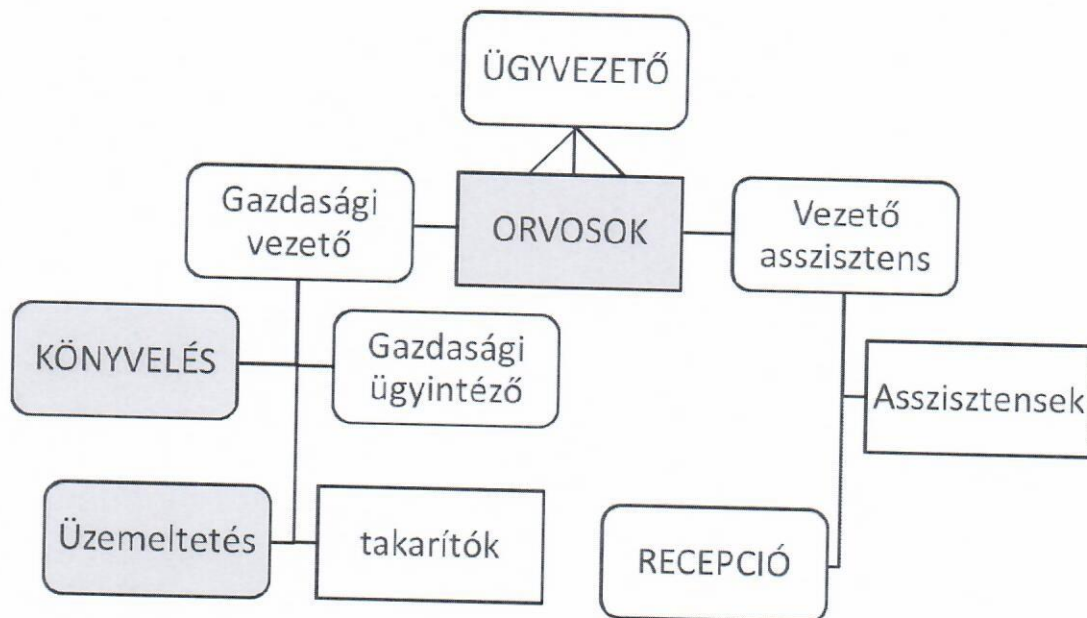 ÜGYVEZETŐ
Gazdasági
vezető
ORVOSOK
Vezető
asszisztens
KÖNYVELÉS
Gazdasági
ügyintéző
Asszisztensek
Üzemeltetés
takarítók
RECEPCIÓ